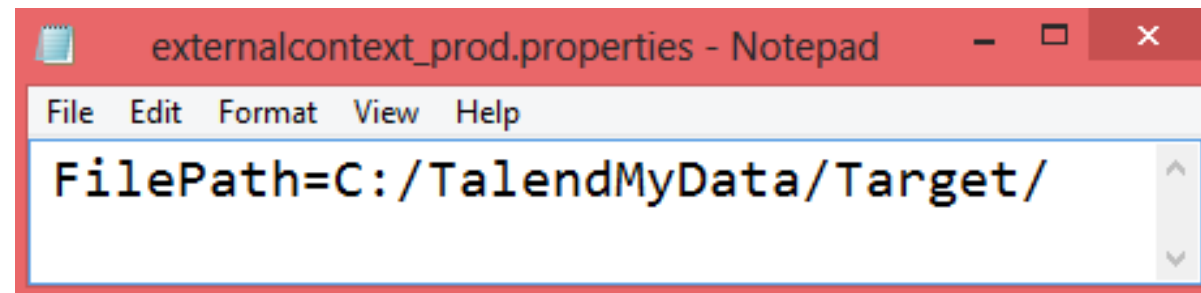 externalcontext_prod.properties - Notepad
File Edit Format View Help
FilePath=C:/TalendMyData/Target/